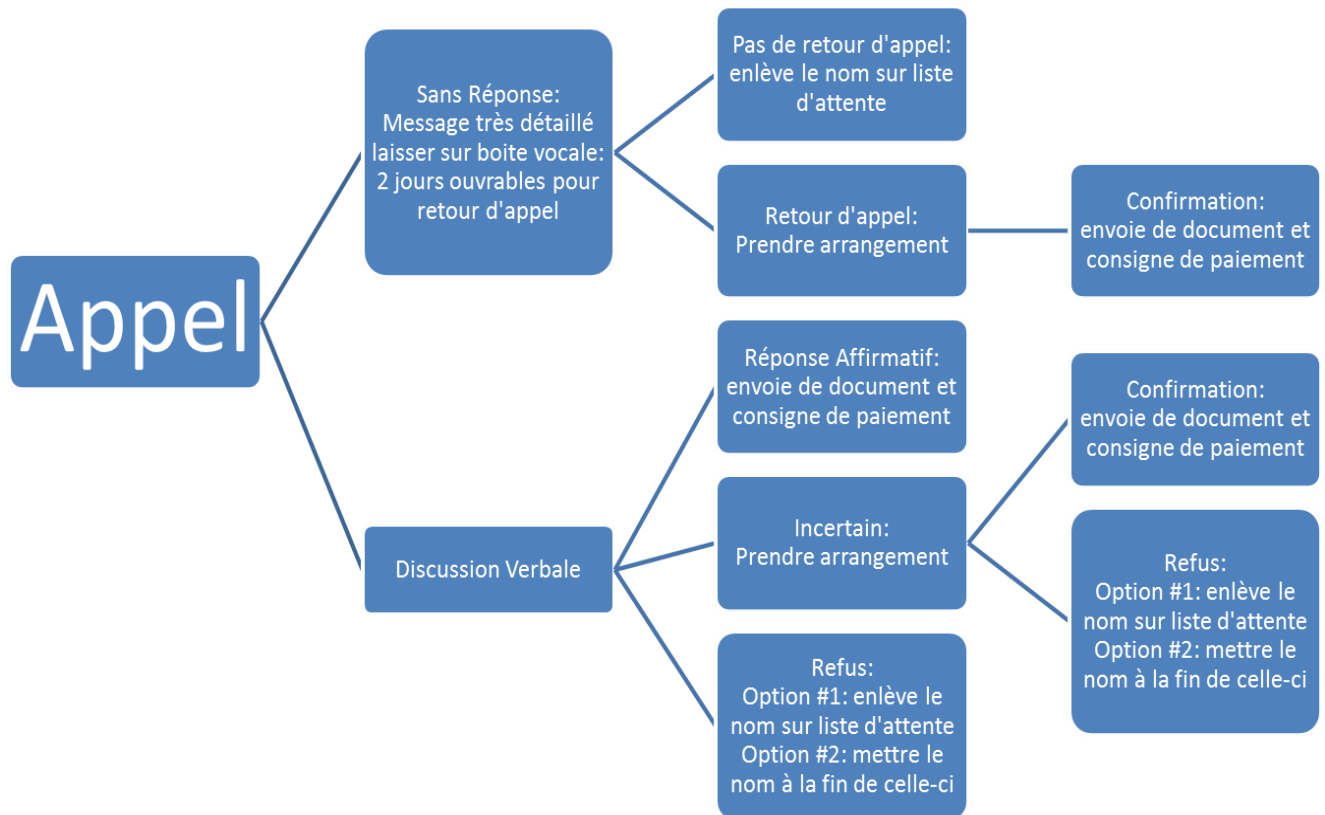 Appel
Sans Réponse:
Message très détaillé
laisser sur boite vocale:
2 jours ouvrables pour
retour d'appel
Pas de retour d'appel:
enlève le nom sur liste
d'attente
Retour d'appel:
Prendre arrangement
Confirmation:
envoie de document et
consigne de paiement
Discussion Verbale
Réponse Affirmatif:
envoie de document et
consigne de paiement
Incertain:
Prendre arrangement
Confirmation:
envoie de document et
consigne de paiement
Refus:
Option #1: enlève le
nom sur liste d'attente
Option #2: mettre le
nom à la fin de celle-ci
Refus:
Option #1: enlève le
nom sur liste d'attente
Option #2: mettre le
nom à la fin de celle-ci